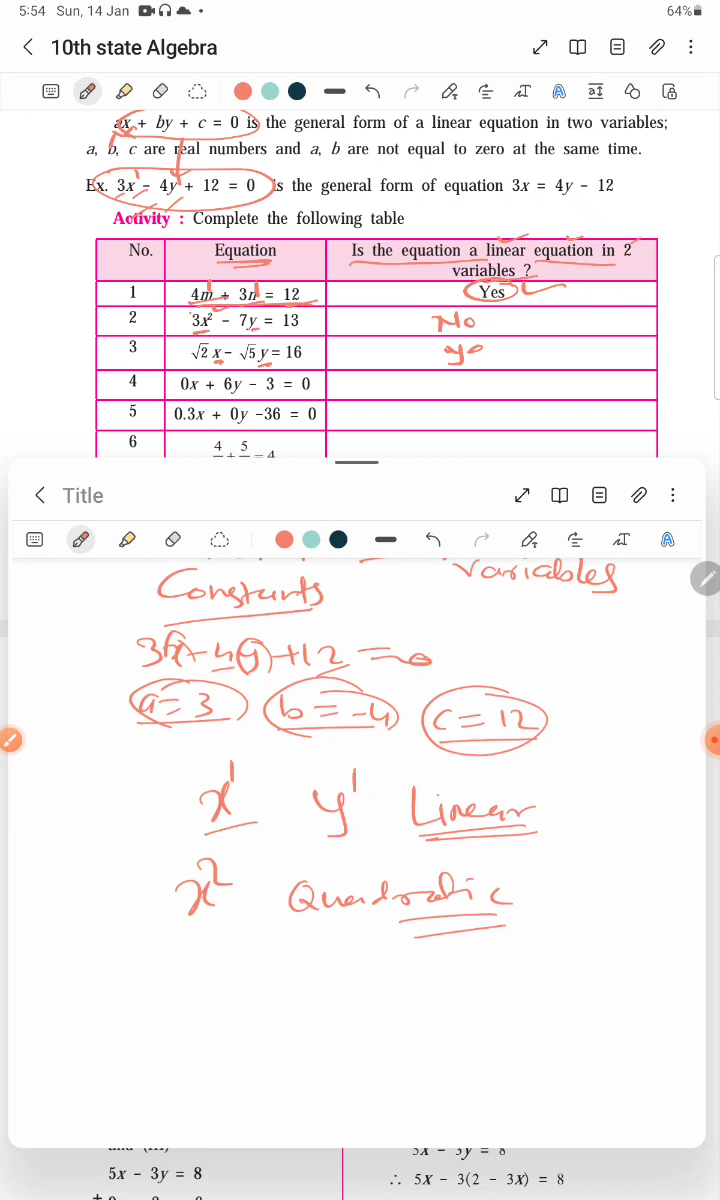 5:54 Sun, 14 Jan
64%
10th state Algebra
ax + by + c = 0 is the general form of a linear equation in two variables;
a, b, c are real numbers and a, b are not equal to zero at the same time.
Ex. 3x - 4y + 12 = 0 is the general form of equation 3x = 4y - 12
Activity : Complete the following table
No. Equation Is the equation a linear equation in 2 variables ?
1 4m + 3n = 12 Yes
2 3x² - 7y = 13 No
3 √2 x - √5 y = 16
4 0x + 6y - 3 = 0
5 0.3x + 0y -36 = 0
6 4 + 5 = 4
Title
Variables
Constants
3x-4y+12=0
a=3 b=-4 c=12
x¹ y¹ Linear
x² Quadratic
5x - 3y = 8
5x - 3y = 8
∴ 5x - 3(2 - 3x) = 8